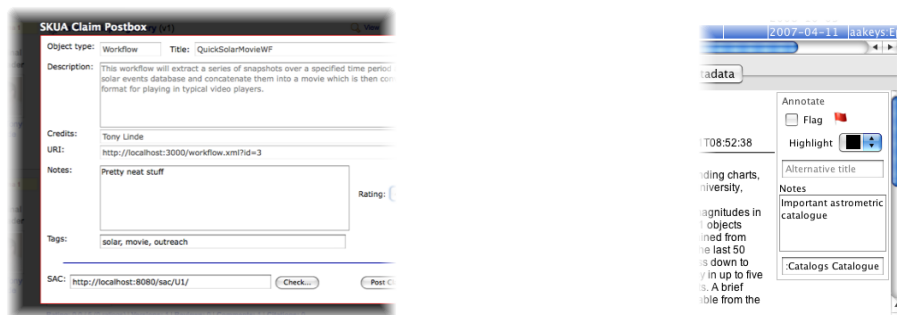 SKUA Claim Postbox
Object type: Workflow Title: QuickSolarMovieWF
Description: This workflow will extract a series of snapshots over a specified time period
solar events database and concatenate them into a movie which is then
format for playing in typical video players.
Credits: Tony Linde
URI: http://localhost:3000/workflow.xml?id=3
Notes: Pretty neat stuff
Rating:
Tags: solar, movie, outreach
SAC: http://localhost:8080/sac/U1/ Check... Post
2007-04-11 aakeys:E
tadata
Annotate
Flag
T08:52:38
Highlight
nding charts,
niversity,
Alternative title
Notes
Important astrometric
catalogue
agnitudes in
objects
ined from
e last 50
s down to
y in up to five
s. A brief
ble from the
:Catalogs Catalogue